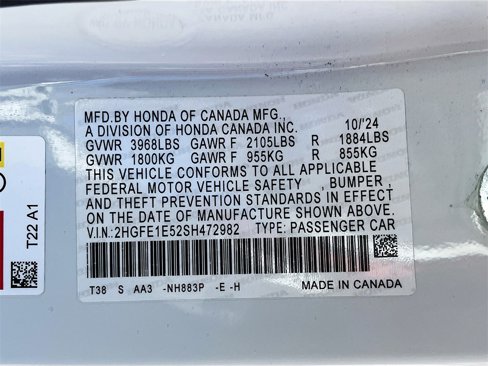 MFD.BY HONDA OF CANADA MFG.,
A DIVISION OF HONDA CANADA INC. 10/'24
GVWR 3968LBS GAWR F 2105LBS R 1884LBS
GVWR 1800KG GAWR F 955KG R 855KG
THIS VEHICLE CONFORMS TO ALL APPLICABLE
FEDERAL MOTOR VEHICLE SAFETY , BUMPER ,
AND THEFT PREVENTION STANDARDS IN EFFECT
ON THE DATE OF MANUFACTURE SHOWN ABOVE.
V.I.N: 2HGFE1E52SH472982 TYPE: PASSENGER CAR
T38 S AA3 -NH883P -E -H MADE IN CANADA
T22 A1